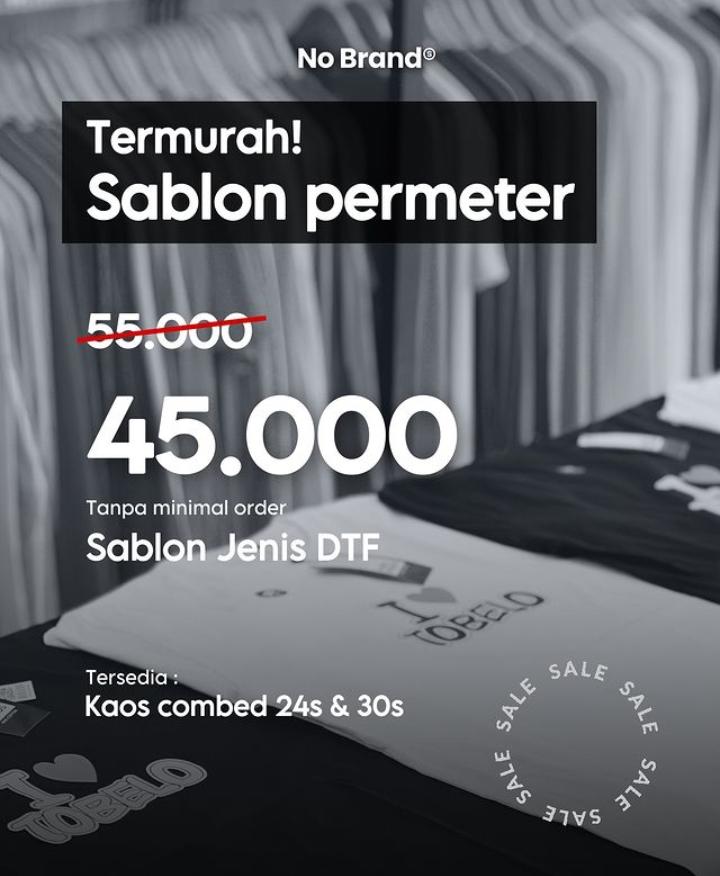 No Brand®
Termurah!
Sablon permeter
55.000
45.000
Tanpa minimal order
Sablon Jenis DTF
I
TOBELO
Tersedia :
Kaos combed 24s & 30s
I
TOBELO
SALE SALE SALE SALE SALE SALE SALE